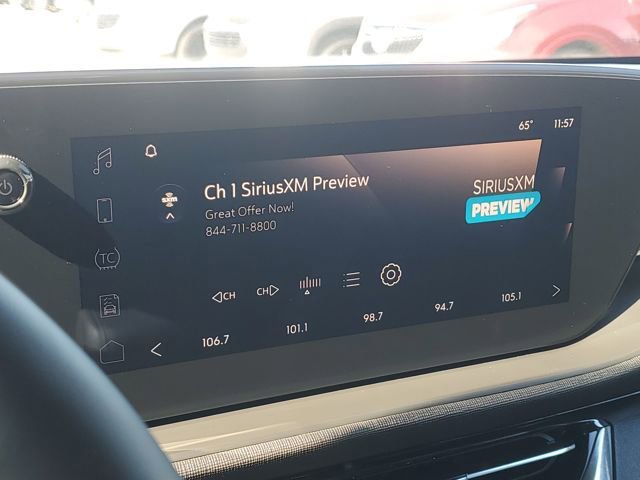 65° 11:57
Ch 1 SiriusXM Preview
Great Offer Now!
844-711-8800
sxm
SIRIUSXM
PREVIEW
TC
CH
CH
106.7 101.1 98.7 94.7 105.1